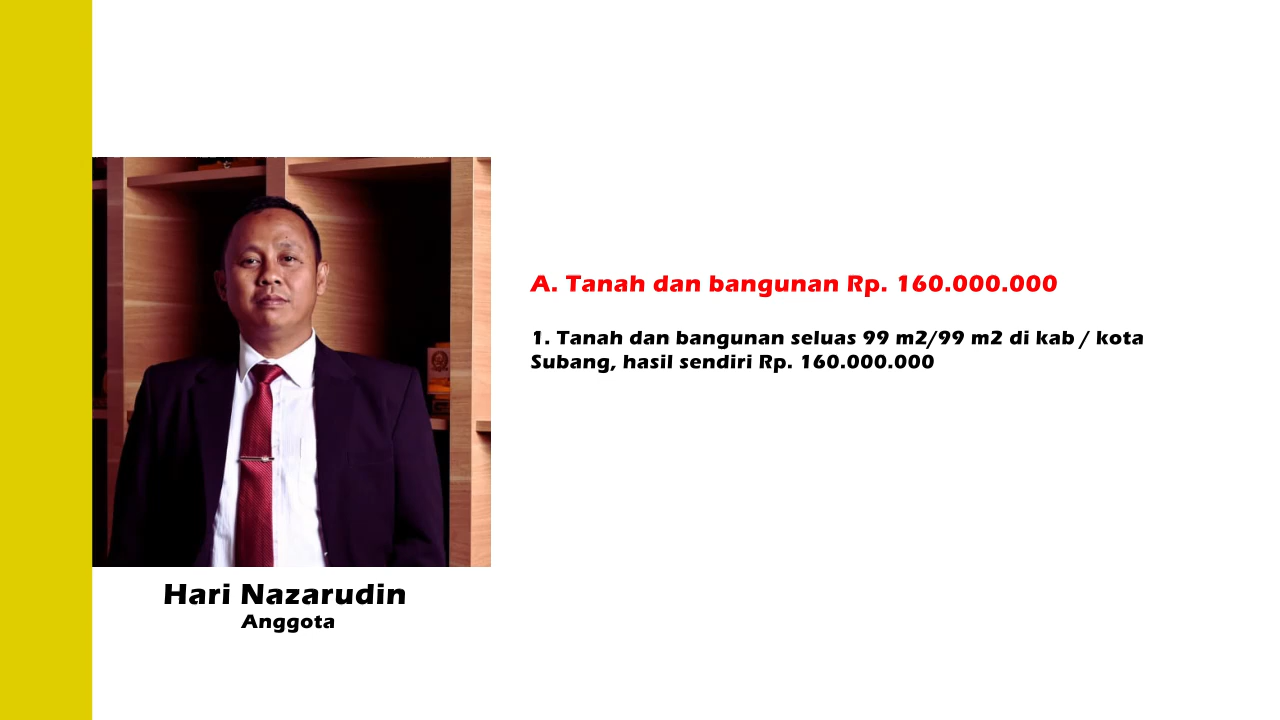 A. Tanah dan bangunan Rp. 160.000.000
1. Tanah dan bangunan seluas 99 m2/99 m2 di kab / kota
Subang, hasil sendiri Rp. 160.000.000
Hari Nazarudin
Anggota